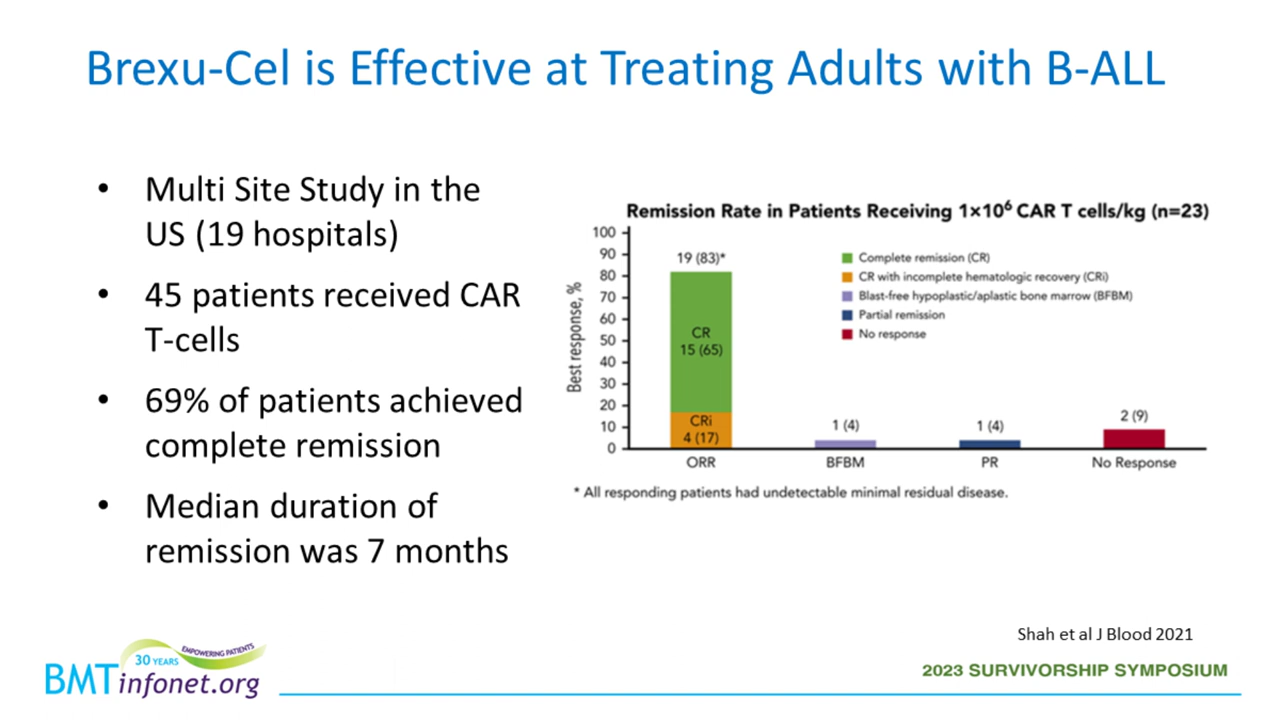 Brexu-Cel is Effective at Treating Adults with B-ALL
• Multi Site Study in the
US (19 hospitals)
• 45 patients received CAR
T-cells
• 69% of patients achieved
complete remission
• Median duration of
remission was 7 months
Remission Rate in Patients Receiving 1×10⁶ CAR T cells/kg (n=23)
Best response, %
100
90
80
70
60
50
40
30
20
10
0
19 (83)*
CR
15 (65)
CRi
4 (17)
1 (4)
1 (4)
2 (9)
ORR
BFBM
PR
No Response
Complete remission (CR)
CR with incomplete hematologic recovery (CRi)
Blast-free hypoplastic/aplastic bone marrow (BFBM)
Partial remission
No response
* All responding patients had undetectable minimal residual disease.
Shah et al J Blood 2021
30 YEARS
EMPOWERING PATIENTS
BMTinfonet.org
2023 SURVIVORSHIP SYMPOSIUM